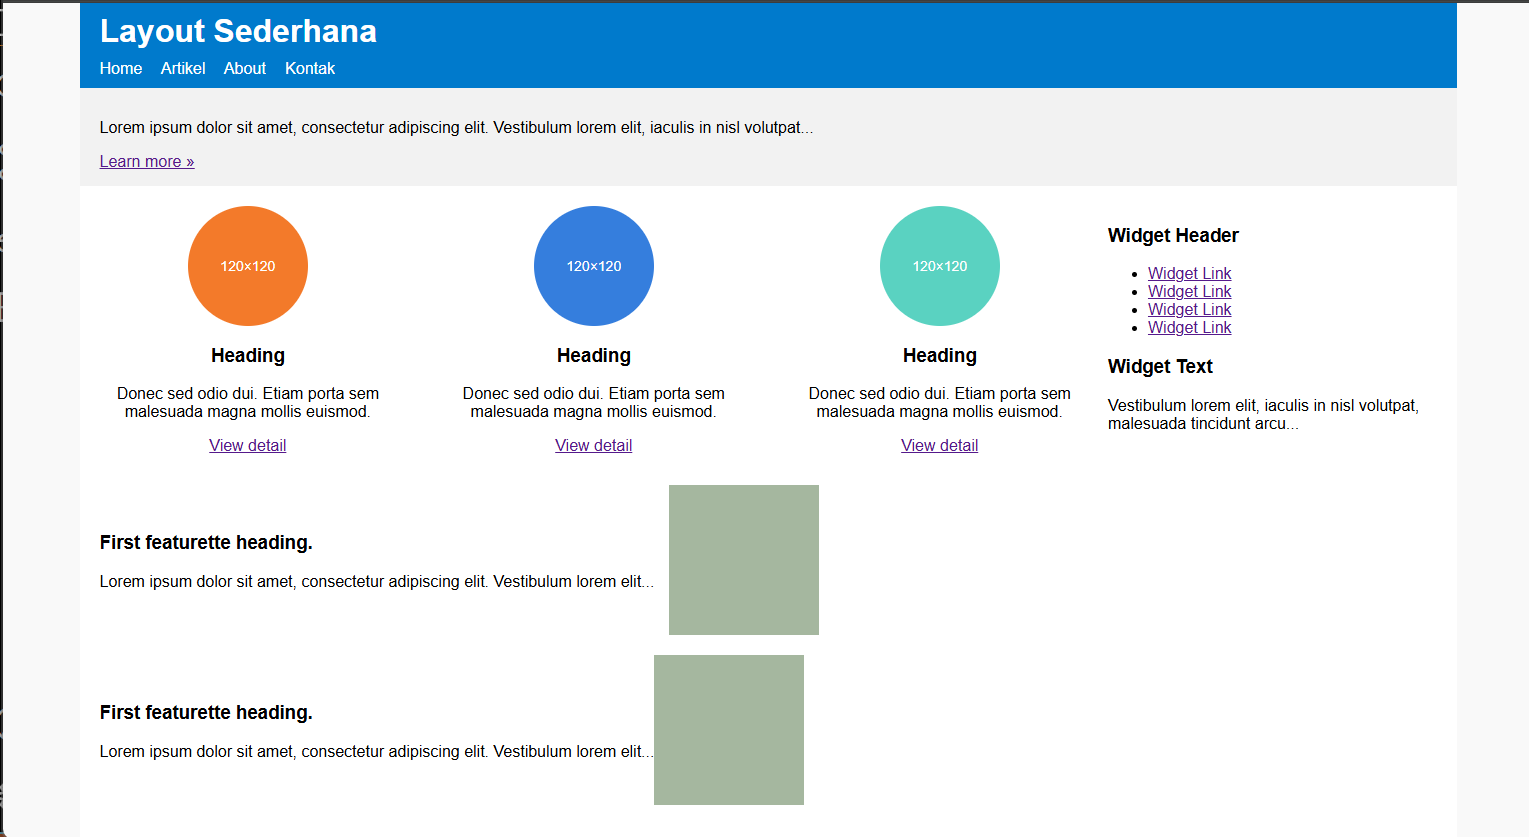 Layout Sederhana
Home Artikel About Kontak
Lorem ipsum dolor sit amet, consectetur adipiscing elit. Vestibulum lorem elit, iaculis in nisl volutpat...
Learn more »
120×120
Heading
Donec sed odio dui. Etiam porta sem
malesuada magna mollis euismod.
View detail
120×120
Heading
Donec sed odio dui. Etiam porta sem
malesuada magna mollis euismod.
View detail
120×120
Heading
Donec sed odio dui. Etiam porta sem
malesuada magna mollis euismod.
View detail
Widget Header
• Widget Link
• Widget Link
• Widget Link
• Widget Link
Widget Text
Vestibulum lorem elit, iaculis in nisl volutpat,
malesuada tincidunt arcu...
First featurette heading.
Lorem ipsum dolor sit amet, consectetur adipiscing elit. Vestibulum lorem elit...
First featurette heading.
Lorem ipsum dolor sit amet, consectetur adipiscing elit. Vestibulum lorem elit...